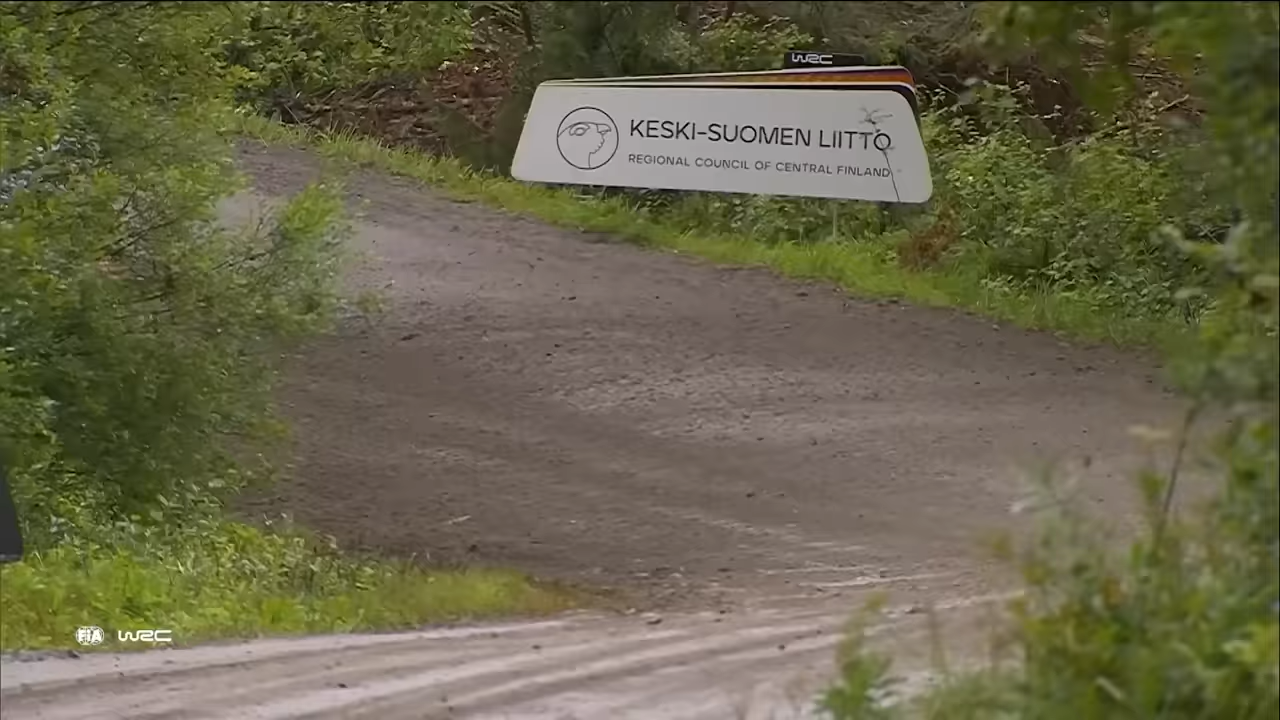 WRC
KESKI-SUOMEN LIITTO
REGIONAL COUNCIL OF CENTRAL FINLAND
FIA WRC